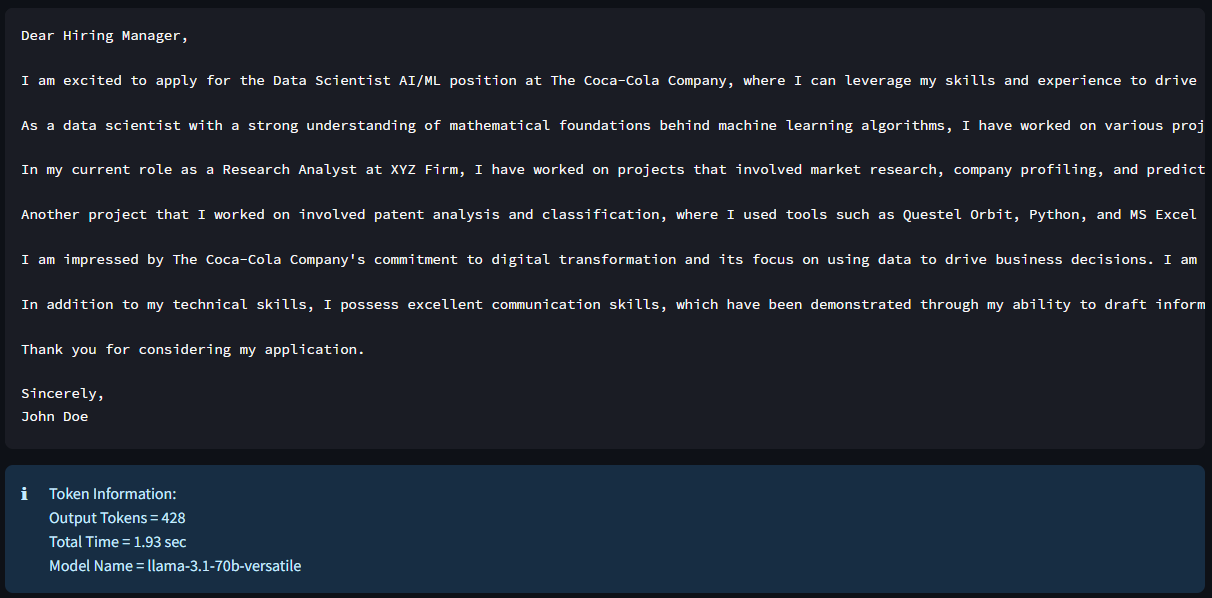 Dear Hiring Manager,
I am excited to apply for the Data Scientist AI/ML position at The Coca-Cola Company, where I can leverage my skills and experience to drive
As a data scientist with a strong understanding of mathematical foundations behind machine learning algorithms, I have worked on various proj
In my current role as a Research Analyst at XYZ Firm, I have worked on projects that involved market research, company profiling, and predict
Another project that I worked on involved patent analysis and classification, where I used tools such as Questel Orbit, Python, and MS Excel
I am impressed by The Coca-Cola Company's commitment to digital transformation and its focus on using data to drive business decisions. I am
In addition to my technical skills, I possess excellent communication skills, which have been demonstrated through my ability to draft inform
Thank you for considering my application.
Sincerely,
John Doe
Token Information:
Output Tokens = 428
Total Time = 1.93 sec
Model Name = llama-3.1-70b-versatile